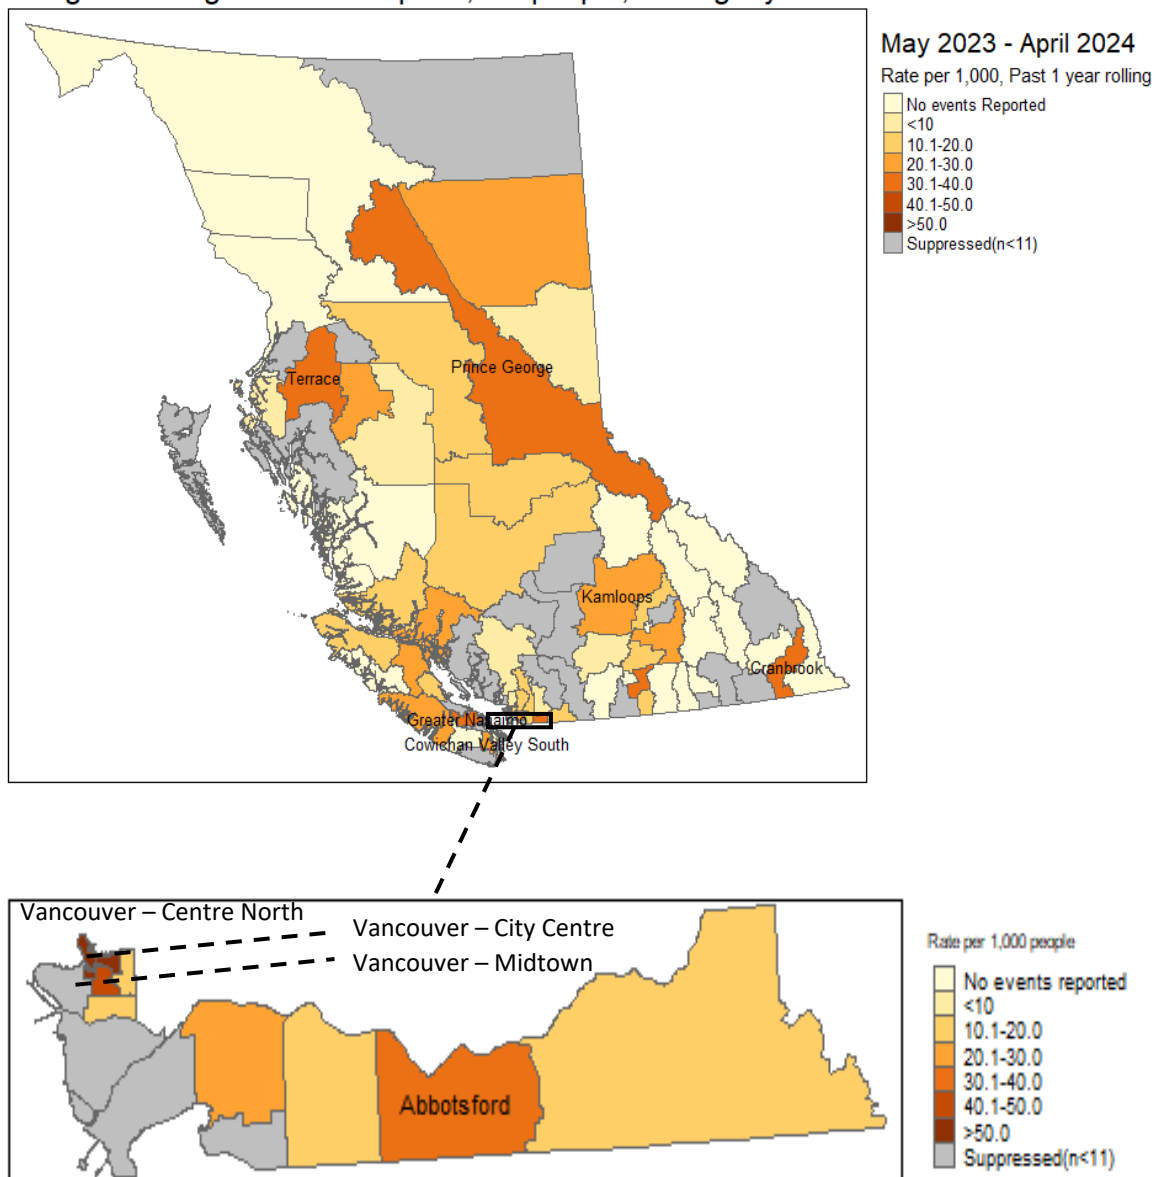 May 2023 - April 2024
Rate per 1,000, Past 1 year rolling
No events Reported
<10
10.1-20.0
20.1-30.0
30.1-40.0
40.1-50.0
>50.0
Suppressed(n<11)
Prince George
Terrace
Kamloops
Cranbrook
Greater Nanaimo
Cowichan Valley South
Vancouver – Centre North
Vancouver – City Centre
Vancouver – Midtown
Abbotsford
Rate per 1,000 people
No events reported
<10
10.1-20.0
20.1-30.0
30.1-40.0
40.1-50.0
>50.0
Suppressed(n<11)